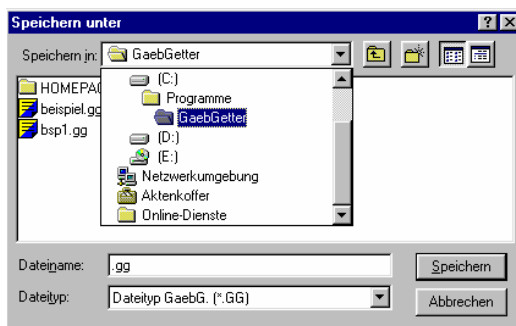 Speichern unter
Speichern in: GaebGetter
HOMEPA
beispiel.gg
bsp1.gg
(C:)
Programme
GaebGetter
(D:)
(E:)
Netzwerkumgebung
Aktenkoffer
Online-Dienste
Dateiname: .gg
Speichern
Dateityp: Dateityp GaebG. (*.GG)
Abbrechen